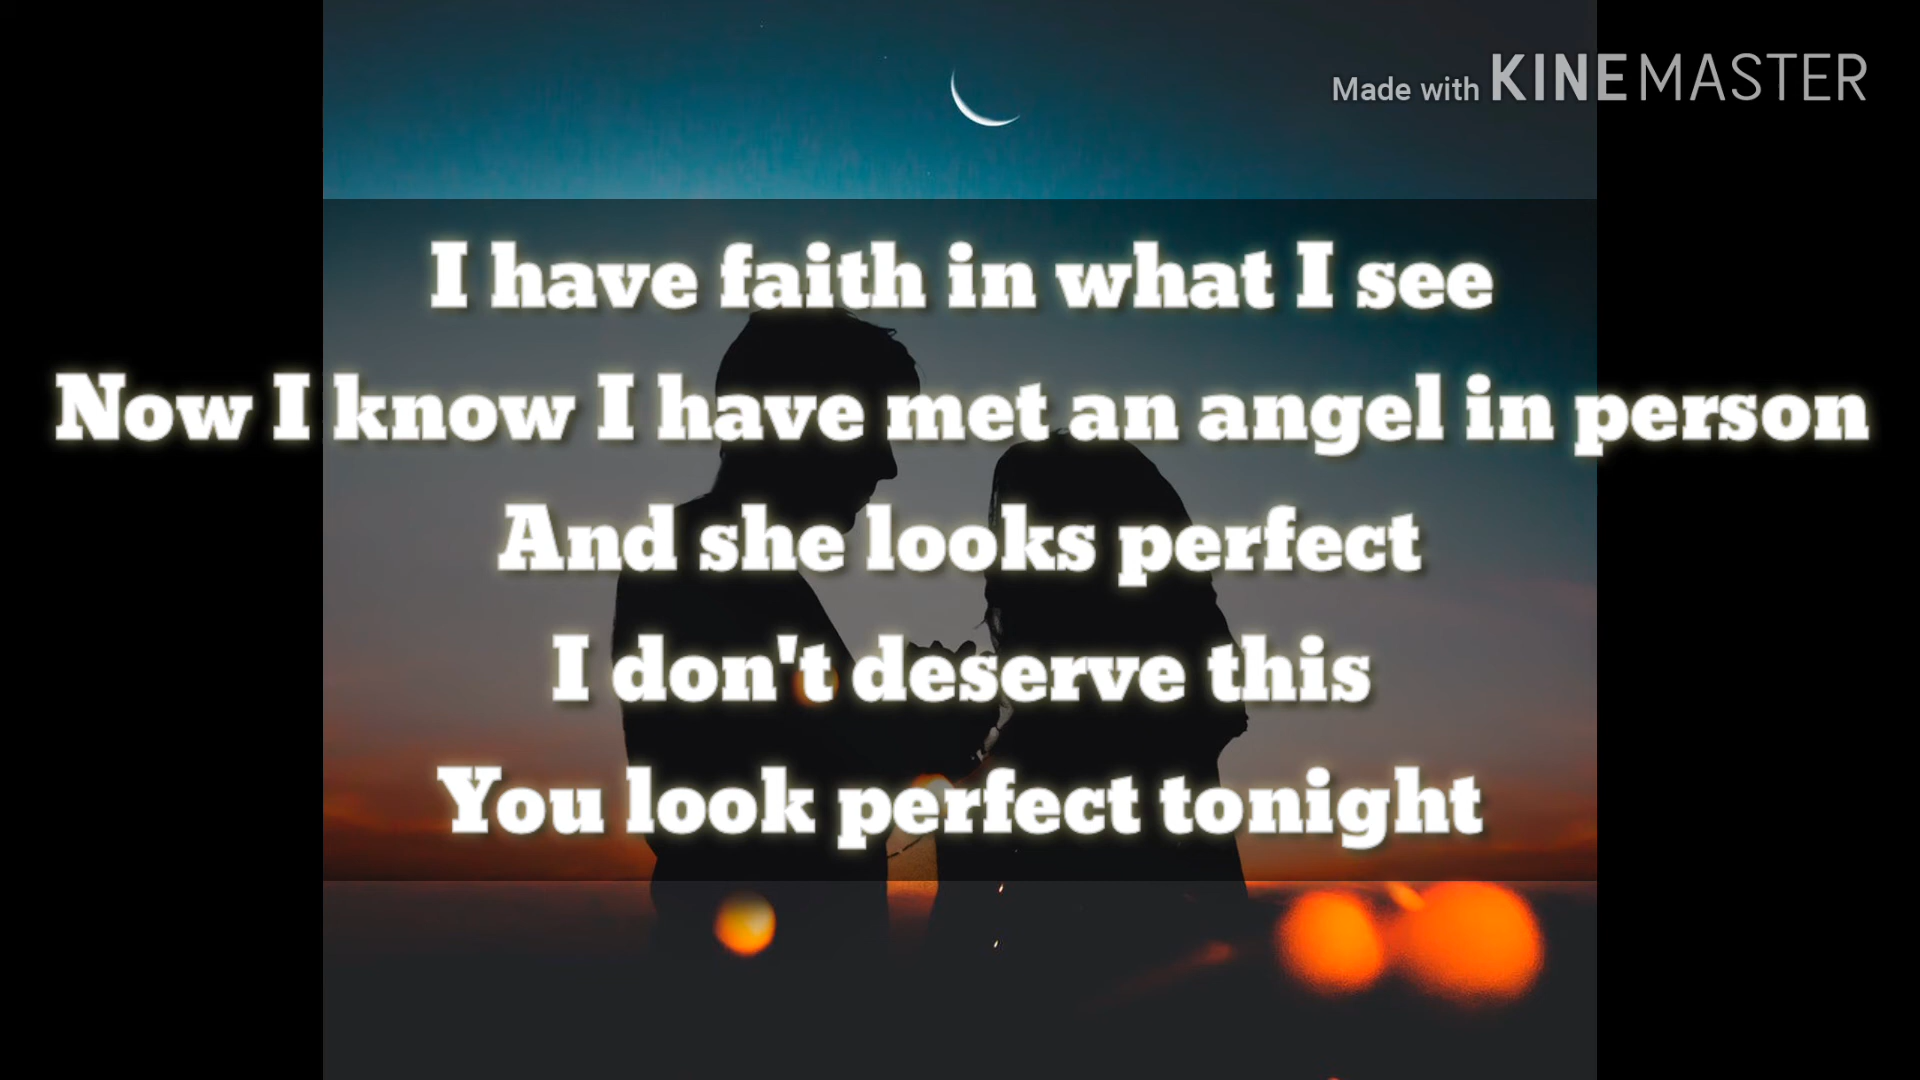 Made with KINEMASTER
I have faith in what I see
Now I know I have met an angel in person
And she looks perfect
I don't deserve this
You look perfect tonight